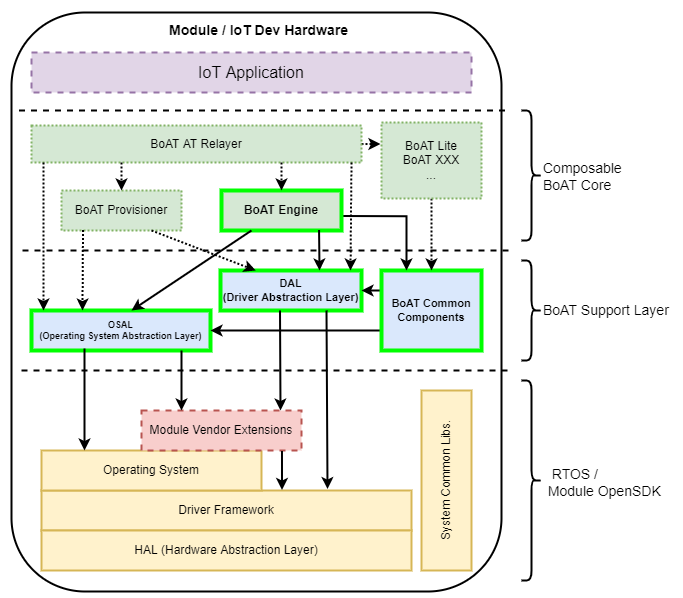 Module / IoT Dev Hardware
IoT Application
BoAT AT Relayer
BoAT Lite
BoAT XXX
...
Composable
BoAT Core
BoAT Provisioner
BoAT Engine
DAL
(Driver Abstraction Layer)
BoAT Common
Components
BoAT Support Layer
OSAL
(Operating System Abstraction Layer)
Module Vendor Extensions
Operating System
Driver Framework
HAL (Hardware Abstraction Layer)
System Common Libs.
RTOS /
Module OpenSDK